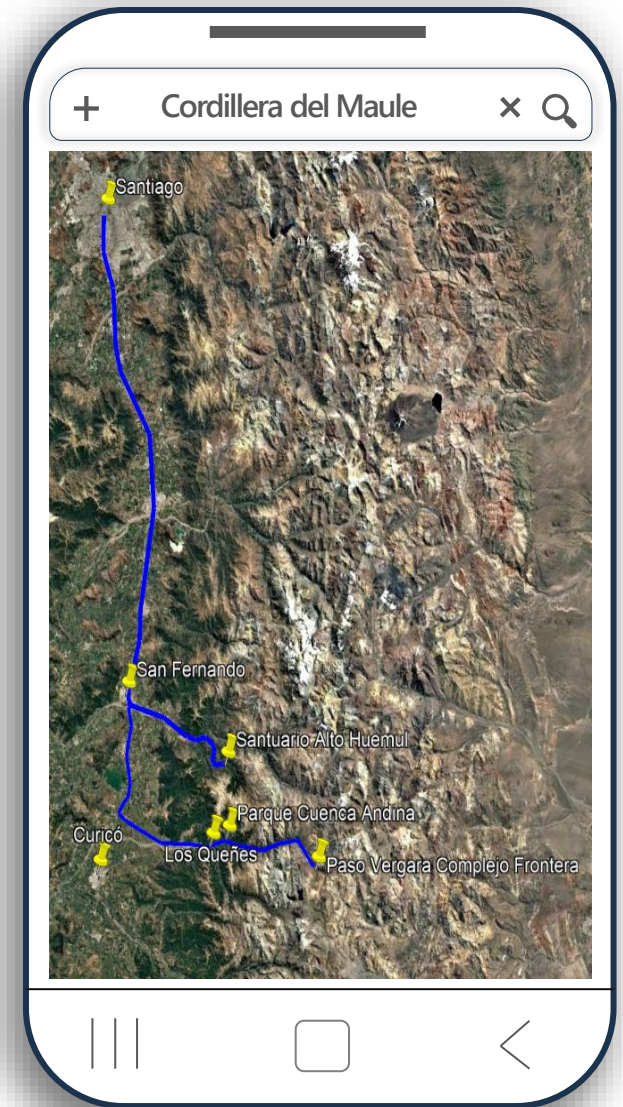 Cordillera del Maule
Santiago
San Fernando
Santuario Alto Huemul
Parque Cuenca Andina
Curicó
Los Queñes
Paso Vergara Complejo Frontera